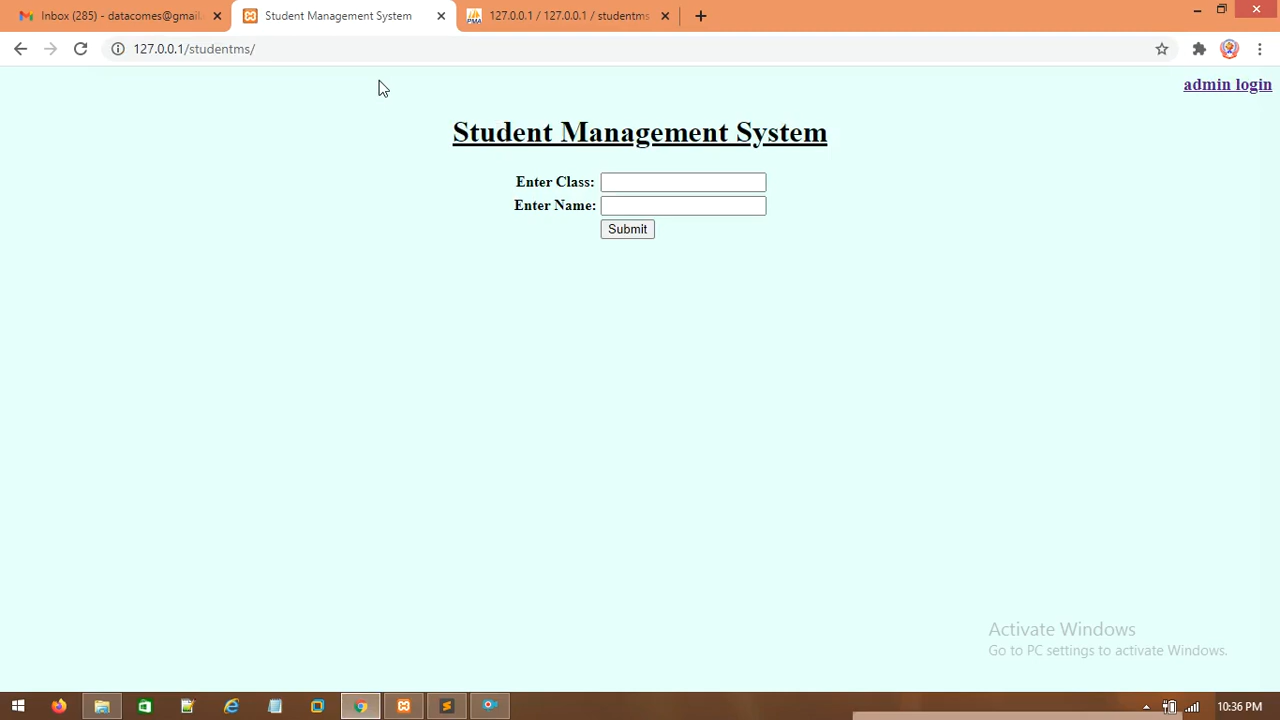 Inbox (285) - datacomes@gmail.
Student Management System
127.0.0.1 / 127.0.0.1 / studentms
127.0.0.1/studentms/
admin login
Student Management System
Enter Class:
Enter Name:
Submit
Activate Windows
Go to PC settings to activate Windows.
10:36 PM